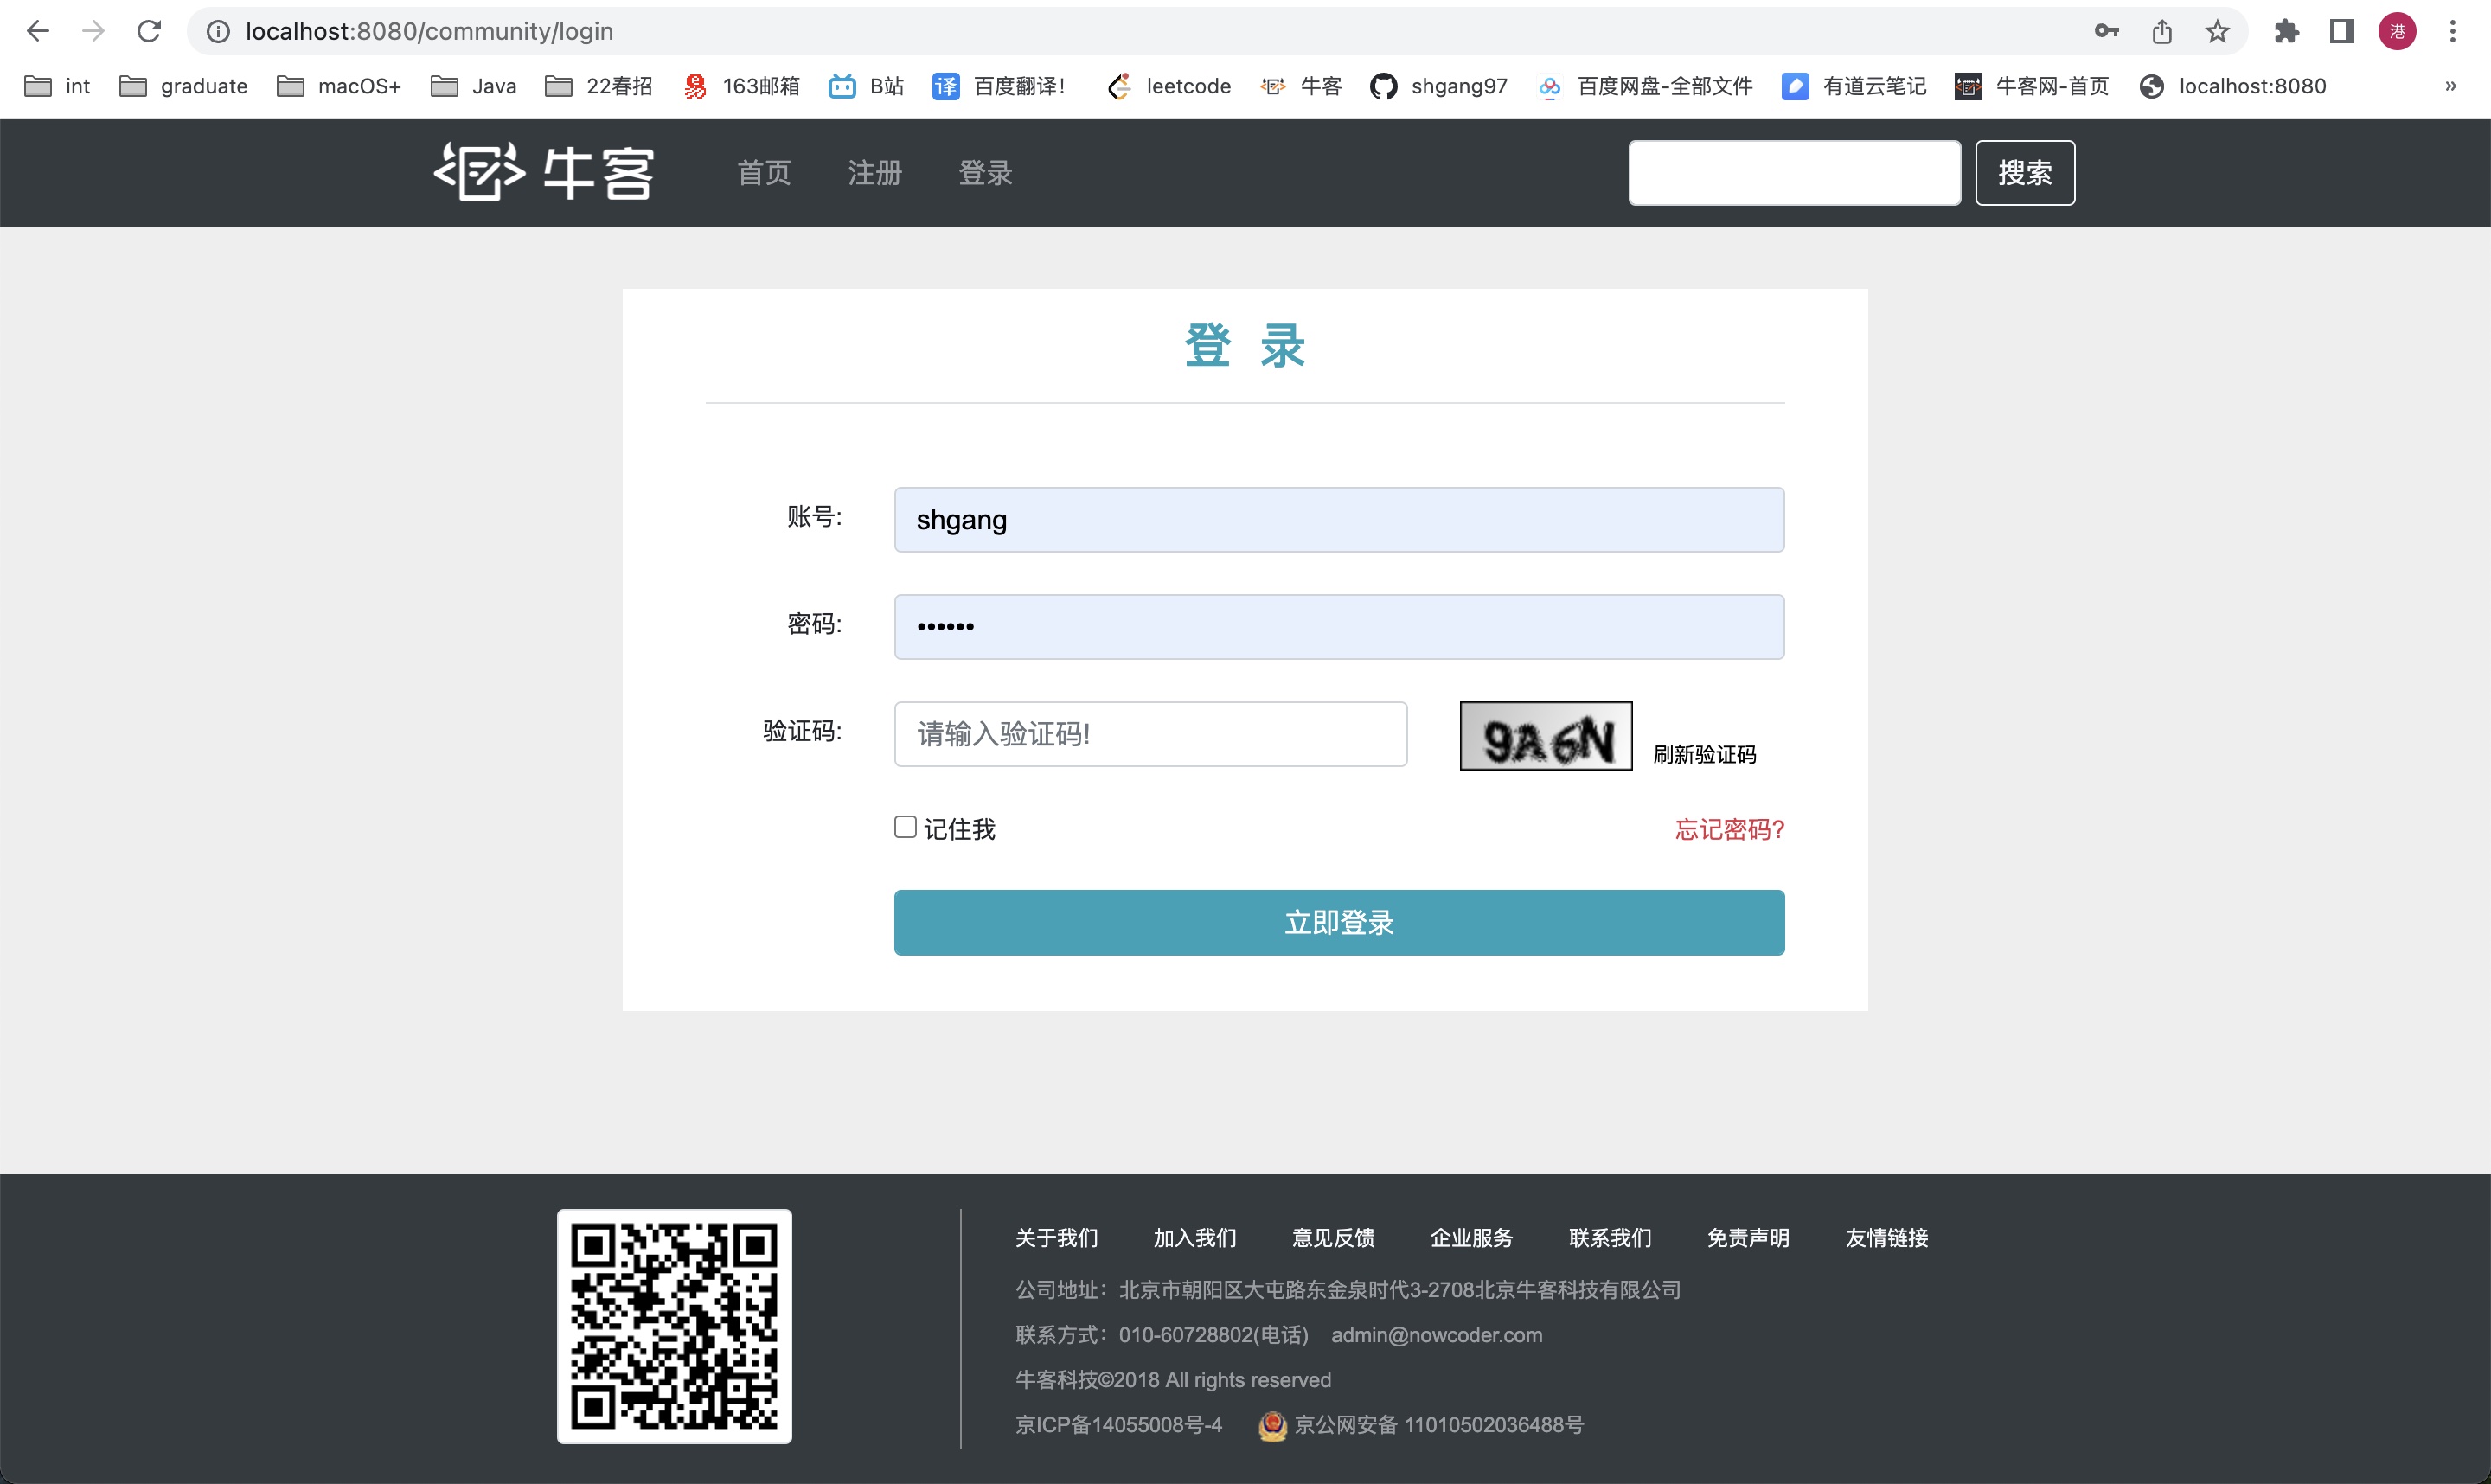 localhost:8080/community/login
港
int graduate macOS+ Java 22春招 163邮箱 B站 译 百度翻译! leetcode 牛客 shgang97 百度网盘-全部文件 有道云笔记 牛客网-首页 localhost:8080 »
牛客 首页 注册 登录 搜索
登 录
账号: shgang
密码: ••••••
验证码: 请输入验证码! 9A6N 刷新验证码
记住我 忘记密码?
立即登录
关于我们 加入我们 意见反馈 企业服务 联系我们 免责声明 友情链接
公司地址：北京市朝阳区大屯路东金泉时代3-2708北京牛客科技有限公司
联系方式：010-60728802(电话) admin@nowcoder.com
牛客科技©2018 All rights reserved
京ICP备14055008号-4 京公网安备 11010502036488号